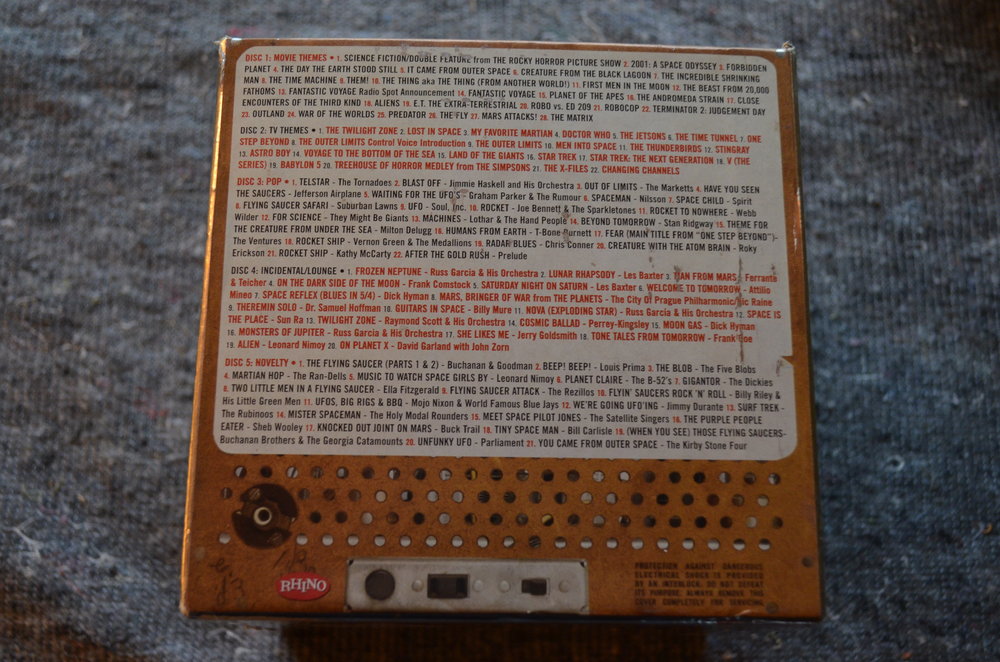 DISC 1: MOVIE THEMES • 1. SCIENCE FICTION/DOUBLE FEATURE from THE ROCKY HORROR PICTURE SHOW 2. 2001: A SPACE ODYSSEY 3. FORBIDDEN
PLANET 4. THE DAY THE EARTH STOOD STILL 5. IT CAME FROM OUTER SPACE 6. CREATURE FROM THE BLACK LAGOON 7. THE INCREDIBLE SHRINKING
MAN 8. THE TIME MACHINE 9. THEM! 10. THE THING aka THE THING (FROM ANOTHER WORLD!) 11. FIRST MEN IN THE MOON 12. THE BEAST FROM 20,000
FATHOMS 13. FANTASTIC VOYAGE Radio Spot Announcement 14. FANTASTIC VOYAGE 15. PLANET OF THE APES 16. THE ANDROMEDA STRAIN 17. CLOSE
ENCOUNTERS OF THE THIRD KIND 18. ALIENS 19. E.T. THE EXTRA-TERRESTRIAL 20. ROBO vs. ED 209 21. ROBOCOP 22. TERMINATOR 2: JUDGEMENT DAY
23. OUTLAND 24. WAR OF THE WORLDS 25. PREDATOR 26. THE FLY 27. MARS ATTACKS! 28. THE MATRIX
DISC 2: TV THEMES • 1. THE TWILIGHT ZONE 2. LOST IN SPACE 3. MY FAVORITE MARTIAN 4. DOCTOR WHO 5. THE JETSONS 6. THE TIME TUNNEL 7. ONE
STEP BEYOND 8. THE OUTER LIMITS Control Voice Introduction 9. THE OUTER LIMITS 10. MEN INTO SPACE 11. THE THUNDERBIRDS 12. STINGRAY
13. ASTRO BOY 14. VOYAGE TO THE BOTTOM OF THE SEA 15. LAND OF THE GIANTS 16. STAR TREK 17. STAR TREK: THE NEXT GENERATION 18. V (THE
SERIES) 19. BABYLON 5 20. TREEHOUSE OF HORROR MEDLEY from THE SIMPSONS 21. THE X-FILES 22. CHANGING CHANNELS
DISC 3: POP • 1. TELSTAR - The Tornadoes 2. BLAST OFF - Jimmie Haskell and His Orchestra 3. OUT OF LIMITS - The Marketts 4. HAVE YOU SEEN
THE SAUCERS - Jefferson Airplane 5. WAITING FOR THE UFO'S - Graham Parker & The Rumour 6. SPACEMAN - Nilsson 7. SPACE CHILD - Spirit
8. FLYING SAUCER SAFARI - Suburban Lawns 9. UFO - Soul, Inc. 10. ROCKET - Joe Bennett & The Sparkletones 11. ROCKET TO NOWHERE - Webb
Wilder 12. FOR SCIENCE - They Might Be Giants 13. MACHINES - Lothar & The Hand People 14. BEYOND TOMORROW - Stan Ridgway 15. THEME FOR
THE CREATURE FROM UNDER THE SEA - Milton Delugg 16. HUMANS FROM EARTH - T-Bone Burnett 17. FEAR (MAIN TITLE FROM "ONE STEP BEYOND")-
The Ventures 18. ROCKET SHIP - Vernon Green & The Medallions 19. RADAR BLUES - Chris Conner 20. CREATURE WITH THE ATOM BRAIN - Roky
Erickson 21. ROCKET SHIP - Kathy McCarty 22. AFTER THE GOLD RUSH - Prelude
DISC 4: INCIDENTAL/LOUNGE • 1. FROZEN NEPTUNE - Russ Garcia & His Orchestra 2. LUNAR RHAPSODY - Les Baxter 3. MAN FROM MARS - Ferrante
& Teicher 4. ON THE DARK SIDE OF THE MOON - Frank Comstock 5. SATURDAY NIGHT ON SATURN - Les Baxter 6. WELCOME TO TOMORROW - Attilio
Mineo 7. SPACE REFLEX (BLUES IN 5/4) - Dick Hyman 8. MARS, BRINGER OF WAR from THE PLANETS - The City Of Prague Philharmonic/Nic Raine
9. THEREMIN SOLO - Dr. Samuel Hoffman 10. GUITARS IN SPACE - Billy Mure 11. NOVA (EXPLODING STAR) - Russ Garcia & His Orchestra 12. SPACE IS
THE PLACE - Sun Ra 13. TWILIGHT ZONE - Raymond Scott & His Orchestra 14. COSMIC BALLAD - Perrey-Kingsley 15. MOON GAS - Dick Hyman
16. MONSTERS OF JUPITER - Russ Garcia & His Orchestra 17. SHE LIKES ME - Jerry Goldsmith 18. TONE TALES FROM TOMORROW - Frank Coe
19. ALIEN - Leonard Nimoy 20. ON PLANET X - David Garland with John Zorn
DISC 5: NOVELTY • 1. THE FLYING SAUCER (PARTS 1 & 2) - Buchanan & Goodman 2. BEEP! BEEP! - Louis Prima 3. THE BLOB - The Five Blobs
4. MARTIAN HOP - The Ran-Dells 5. MUSIC TO WATCH SPACE GIRLS BY - Leonard Nimoy 6. PLANET CLAIRE - The B-52's 7. GIGANTOR - The Dickies
8. TWO LITTLE MEN IN A FLYING SAUCER - Ella Fitzgerald 9. FLYING SAUCER ATTACK - The Rezillos 10. FLYIN' SAUCERS ROCK 'N' ROLL - Billy Riley &
His Little Green Men 11. UFOS, BIG RIGS & BBQ - Mojo Nixon & World Famous Blue Jays 12. WE'RE GOING UFO'ING - Jimmy Durante 13. SURF TREK -
The Rubinoos 14. MISTER SPACEMAN - The Holy Modal Rounders 15. MEET SPACE PILOT JONES - The Satellite Singers 16. THE PURPLE PEOPLE
EATER - Sheb Wooley 17. KNOCKED OUT JOINT ON MARS - Buck Trail 18. TINY SPACE MAN - Bill Carlisle 19. (WHEN YOU SEE) THOSE FLYING SAUCERS-
Buchanan Brothers & The Georgia Catamounts 20. UNFUNKY UFO - Parliament 21. YOU CAME FROM OUTER SPACE - The Kirby Stone Four
RHINO
PROTECTION AGAINST DANGEROUS
ELECTRICAL SHOCK IS PROVIDED
BY AN INTERLOCK. DO NOT DEFEAT
ITS PURPOSE. ALWAYS REMOVE THIS
COVER COMPLETELY FOR SERVICING.